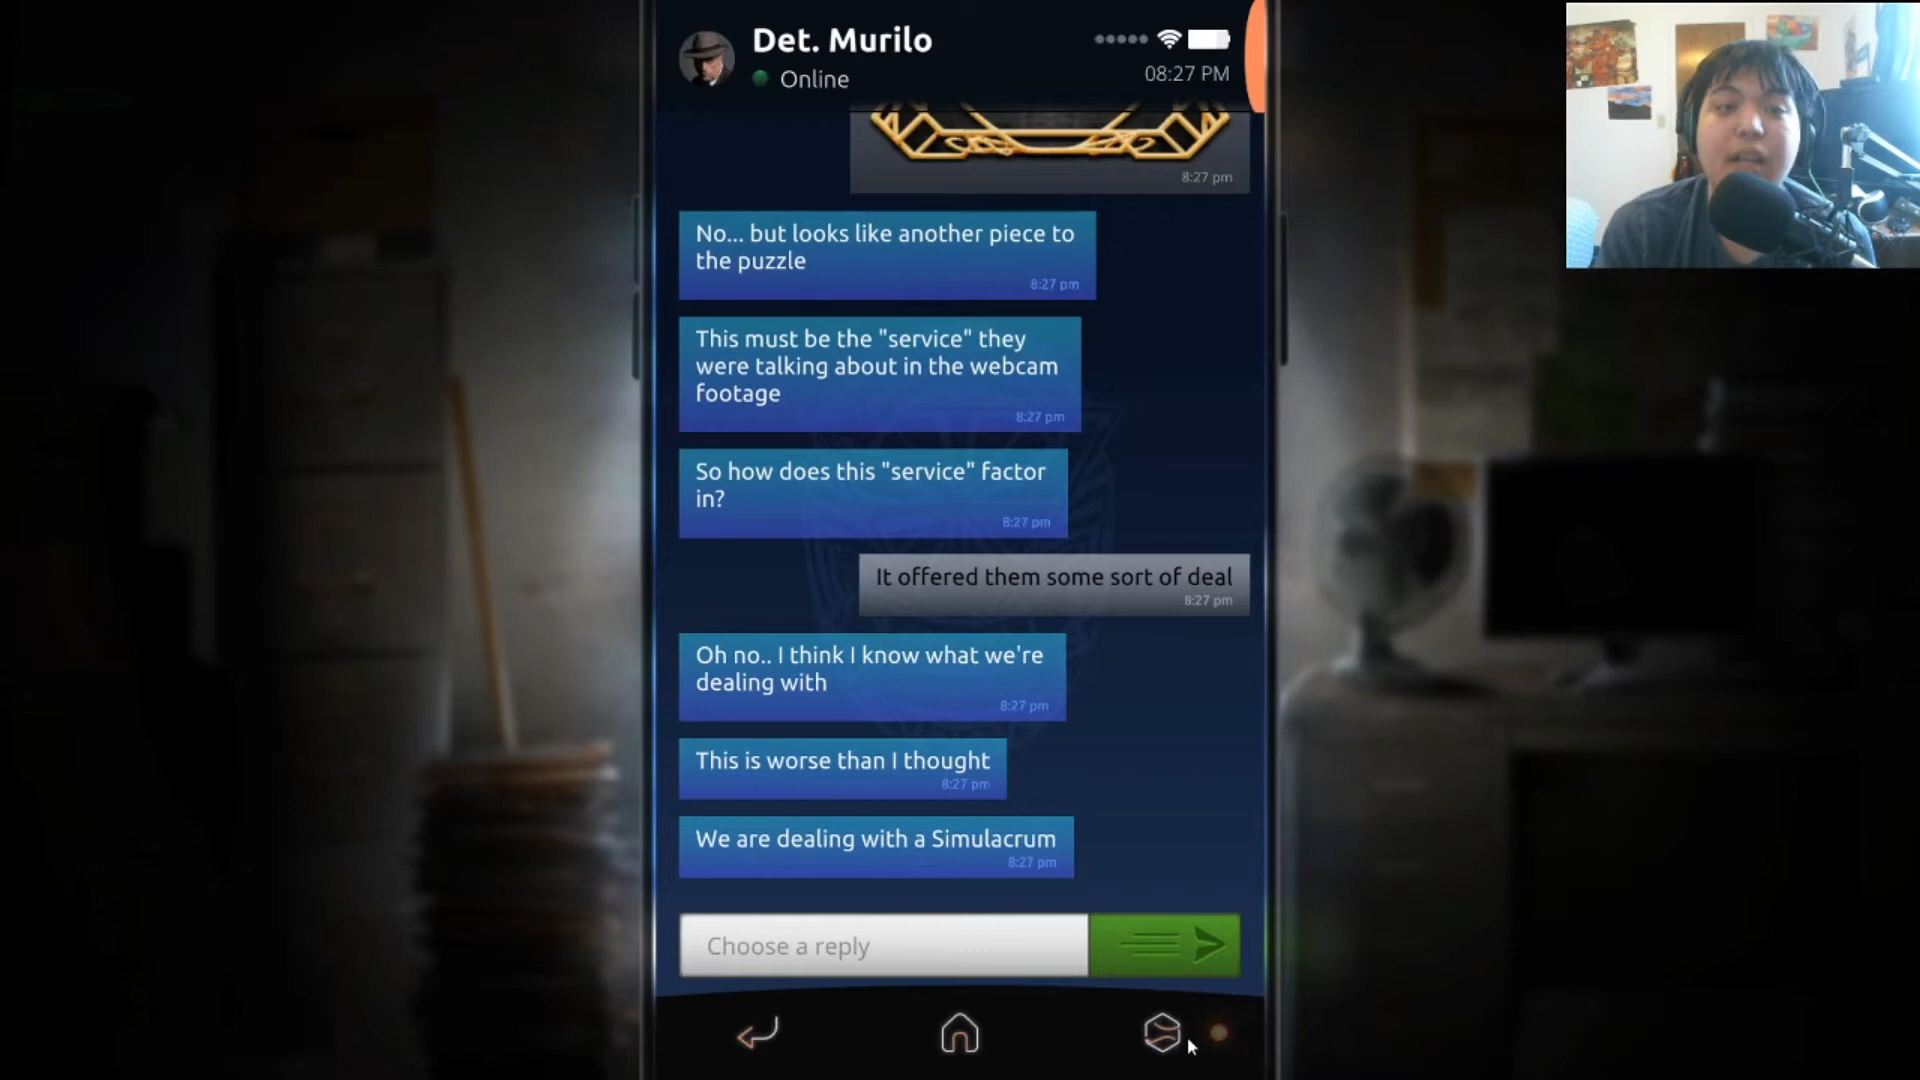 Det. Murilo
Online
08:27 PM
8:27 pm
No... but looks like another piece to
the puzzle
8:27 pm
This must be the "service" they
were talking about in the webcam
footage
8:27 pm
So how does this "service" factor
in?
8:27 pm
It offered them some sort of deal
8:27 pm
Oh no.. I think I know what we're
dealing with
8:27 pm
This is worse than I thought
8:27 pm
We are dealing with a Simulacrum
8:27 pm
Choose a reply